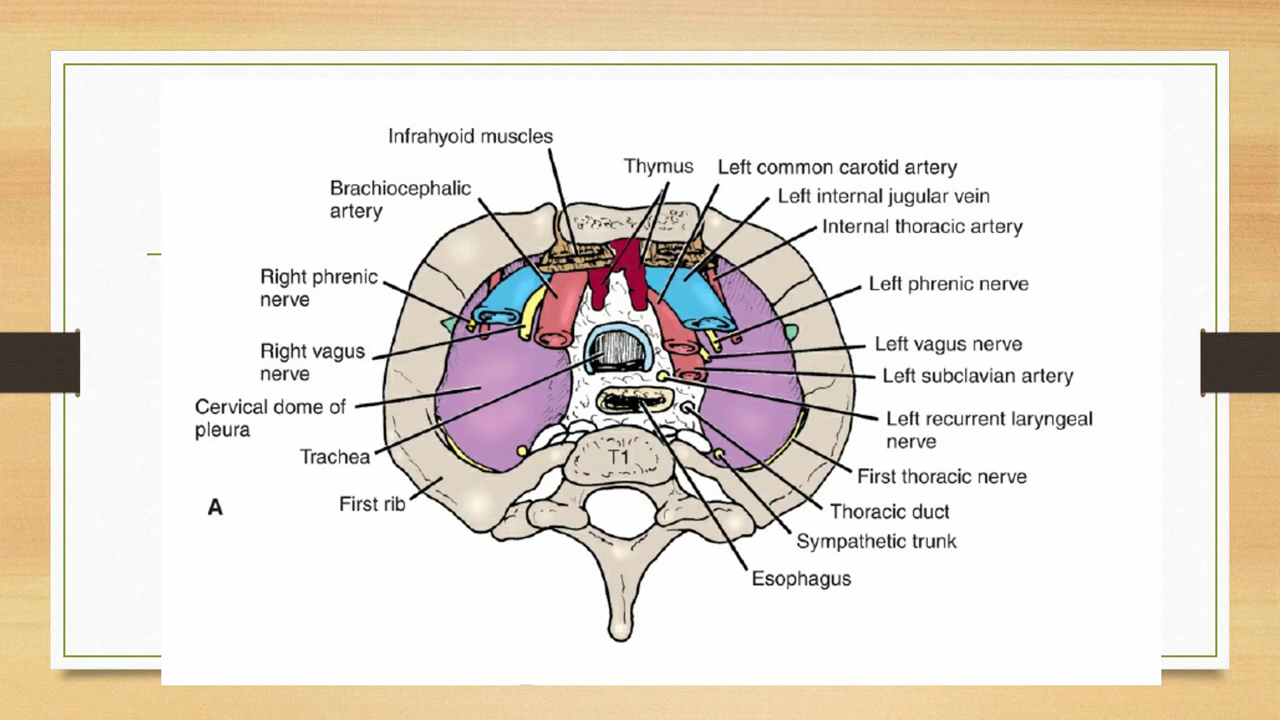 Infrahyoid muscles
Thymus
Left common carotid artery
Brachiocephalic
artery
Left internal jugular vein
Internal thoracic artery
Right phrenic
nerve
Left phrenic nerve
Right vagus
nerve
Left vagus nerve
Left subclavian artery
Cervical dome of
pleura
Left recurrent laryngeal
nerve
Trachea
T1
First thoracic nerve
First rib
A
Thoracic duct
Sympathetic trunk
Esophagus